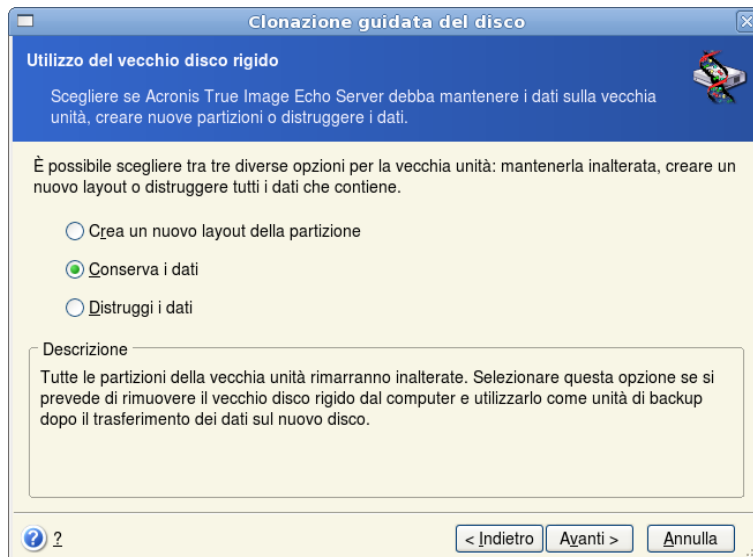 Clonazione guidata del disco
Utilizzo del vecchio disco rigido
Scegliere se Acronis True Image Echo Server debba mantenere i dati sulla vecchia
unità, creare nuove partizioni o distruggere i dati.
È possibile scegliere tra tre diverse opzioni per la vecchia unità: mantenerla inalterata, creare un
nuovo layout o distruggere tutti i dati che contiene.
Crea un nuovo layout della partizione
Conserva i dati
Distruggi i dati
Descrizione
Tutte le partizioni della vecchia unità rimarranno inalterate. Selezionare questa opzione se si
prevede di rimuovere il vecchio disco rigido dal computer e utilizzarlo come unità di backup
dopo il trasferimento dei dati sul nuovo disco.
? ? < Indietro Avanti > Annulla